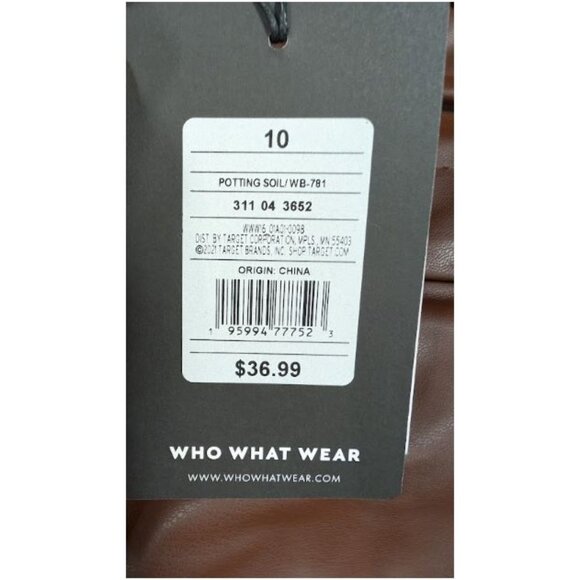 10
POTTING SOIL/WB-781
311 04 3652
DIST. BY TARGET CORPORATION, MPLS., MN 55403
©2021 TARGET BRANDS, INC. SHOP TARGET.COM
ORIGIN: CHINA
1 95994 77752 3
$36.99
WHO WHAT WEAR
WWW.WHOWHATWEAR.COM